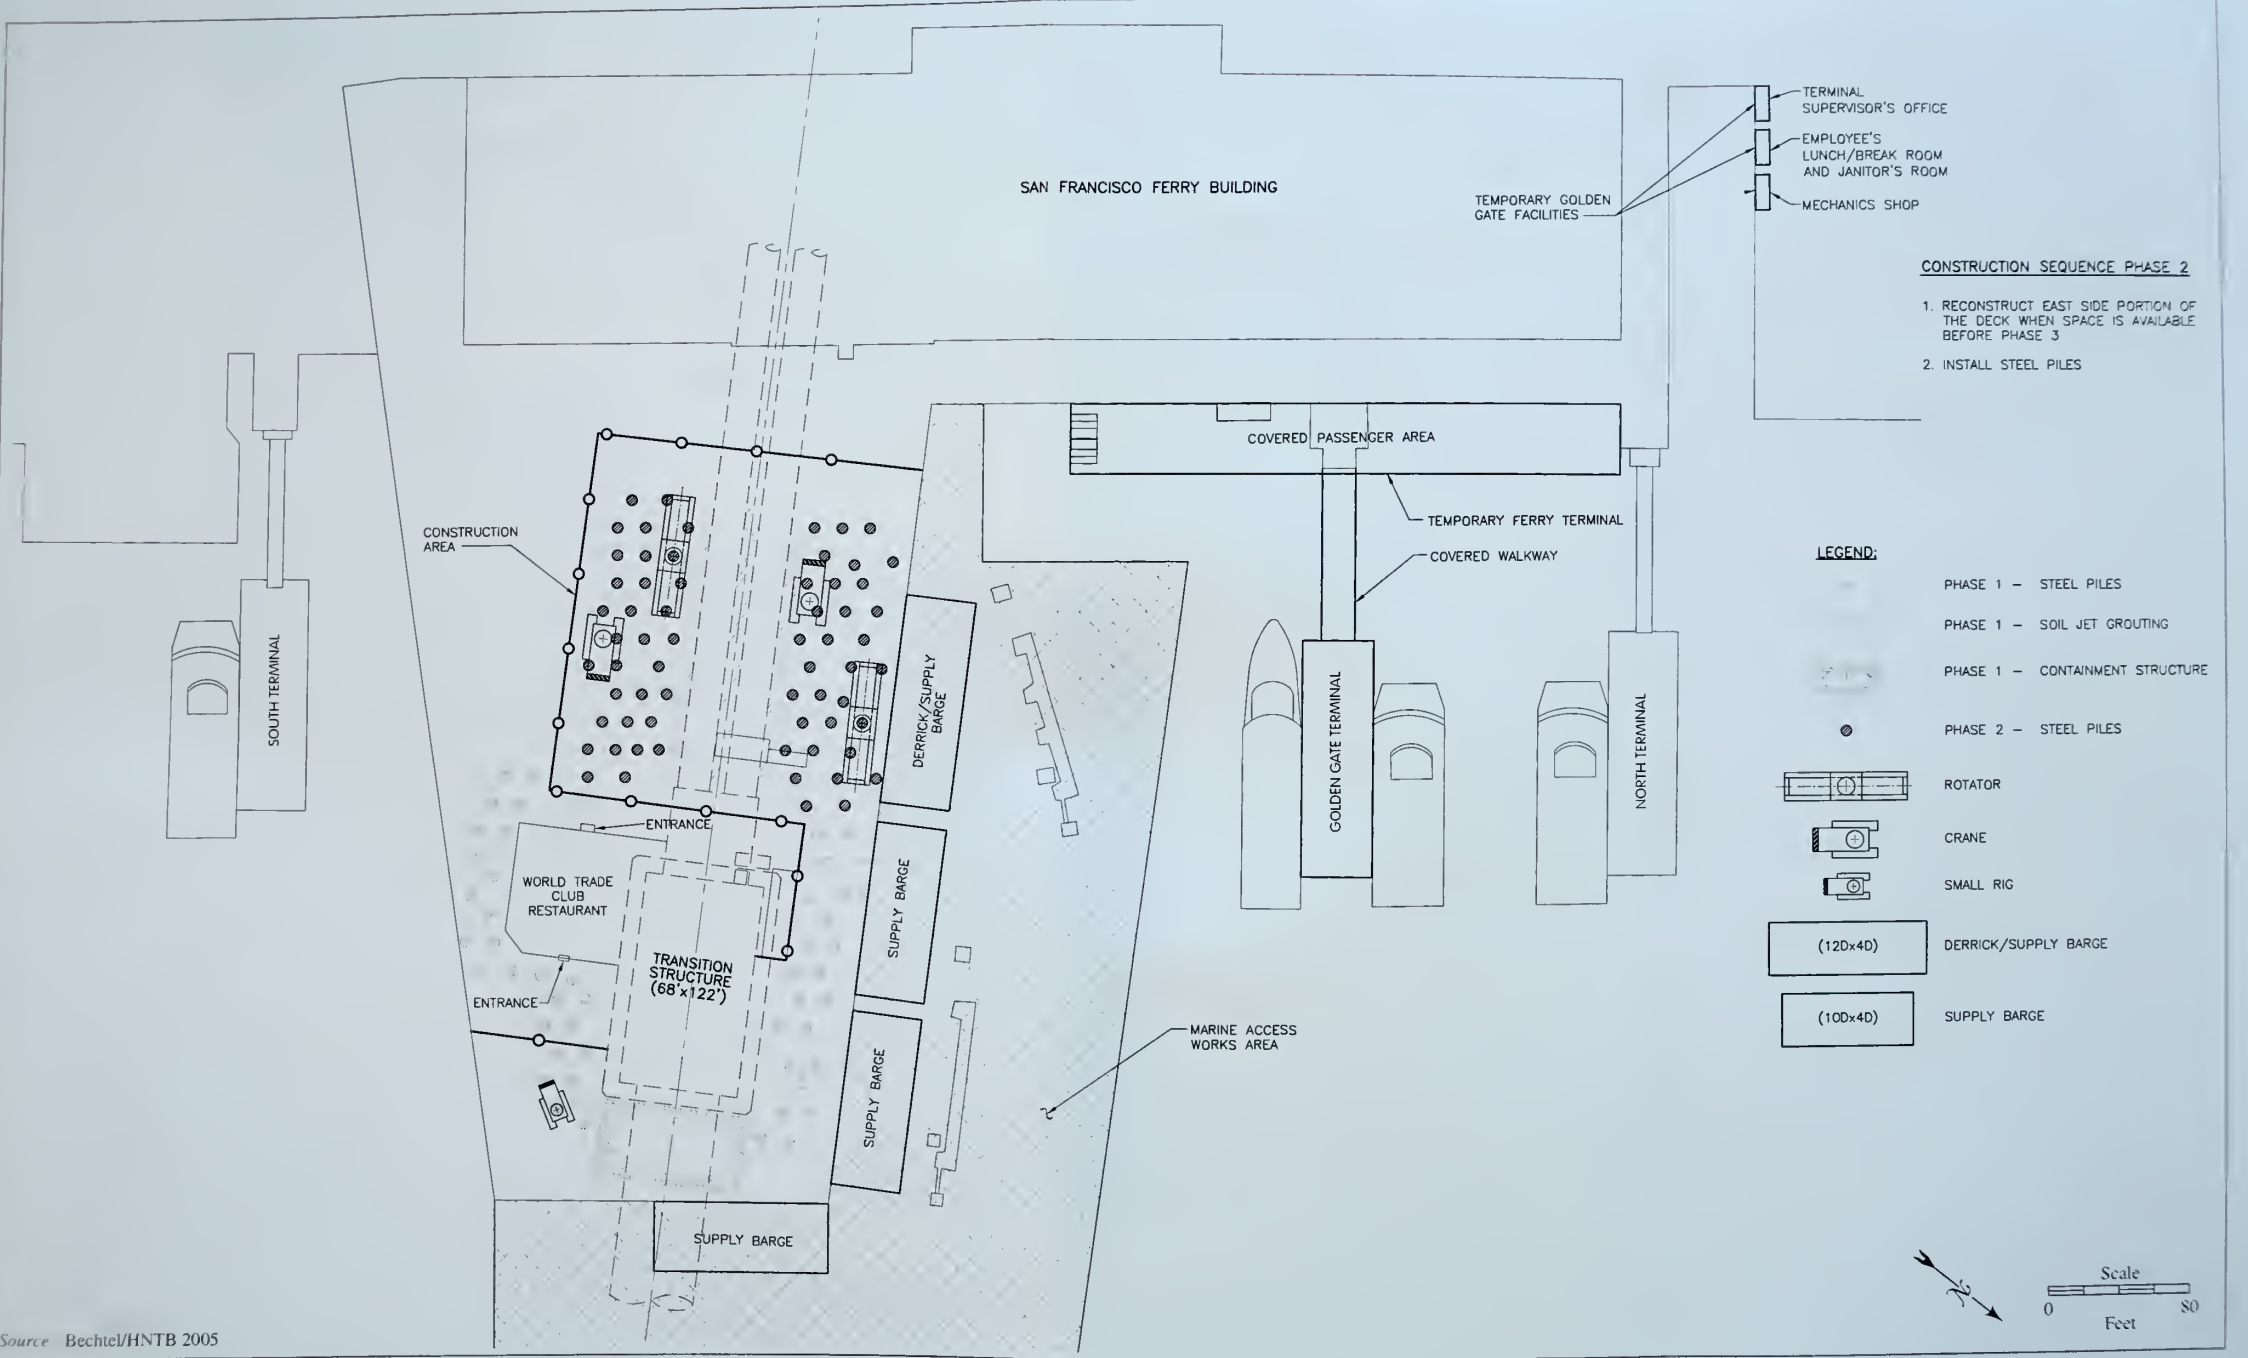 SAN FRANCISCO FERRY BUILDING
TERMINAL
SUPERVISOR'S OFFICE
EMPLOYEE'S
LUNCH/BREAK ROOM
AND JANITOR'S ROOM
MECHANICS SHOP
TEMPORARY GOLDEN
GATE FACILITIES
CONSTRUCTION SEQUENCE PHASE 2
1. RECONSTRUCT EAST SIDE PORTION OF
THE DECK WHEN SPACE IS AVAILABLE
BEFORE PHASE 3
2. INSTALL STEEL PILES
COVERED PASSENGER AREA
TEMPORARY FERRY TERMINAL
COVERED WALKWAY
CONSTRUCTION
AREA
SOUTH TERMINAL
DERRICK/SUPPLY
BARGE
GOLDEN GATE TERMINAL
NORTH TERMINAL
ENTRANCE
WORLD TRADE
CLUB
RESTAURANT
ENTRANCE
TRANSITION
STRUCTURE
(68'x122')
SUPPLY BARGE
SUPPLY BARGE
SUPPLY BARGE
MARINE ACCESS
WORKS AREA
LEGEND:
PHASE 1 – STEEL PILES
PHASE 1 – SOIL JET GROUTING
PHASE 1 – CONTAINMENT STRUCTURE
PHASE 2 – STEEL PILES
ROTATOR
CRANE
SMALL RIG
(120x40) DERRICK/SUPPLY BARGE
(100x40) SUPPLY BARGE
N
Scale
0 80
Feet
Source Bechtel/HNTB 2005